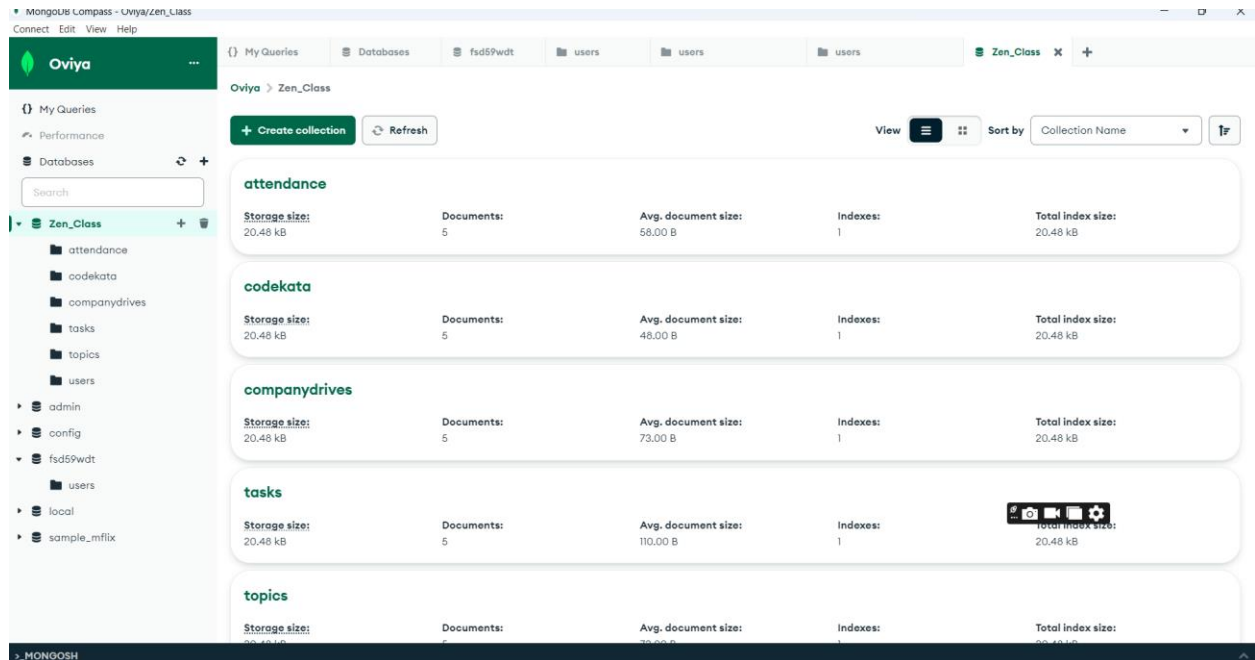 MongoDB Compass - Oviya/Zen_Class
Connect Edit View Help
Oviya
{} My Queries
Performance
Databases
Search
Zen_Class
attendance
codekata
companydrives
tasks
topics
users
admin
config
fsd59wdt
users
local
sample_mflix
{} My Queries Databases fsd59wdt users users users Zen_Class
Oviya > Zen_Class
+ Create collection Refresh View Sort by Collection Name
attendance
Storage size: Documents: Avg. document size: Indexes: Total index size:
20.48 kB 5 58.00 B 1 20.48 kB
codekata
Storage size: Documents: Avg. document size: Indexes: Total index size:
20.48 kB 5 48.00 B 1 20.48 kB
companydrives
Storage size: Documents: Avg. document size: Indexes: Total index size:
20.48 kB 5 73.00 B 1 20.48 kB
tasks
Storage size: Documents: Avg. document size: Indexes: Total index size:
20.48 kB 5 110.00 B 1 20.48 kB
topics
Storage size: Documents: Avg. document size: Indexes: Total index size:
>_MONGOSH